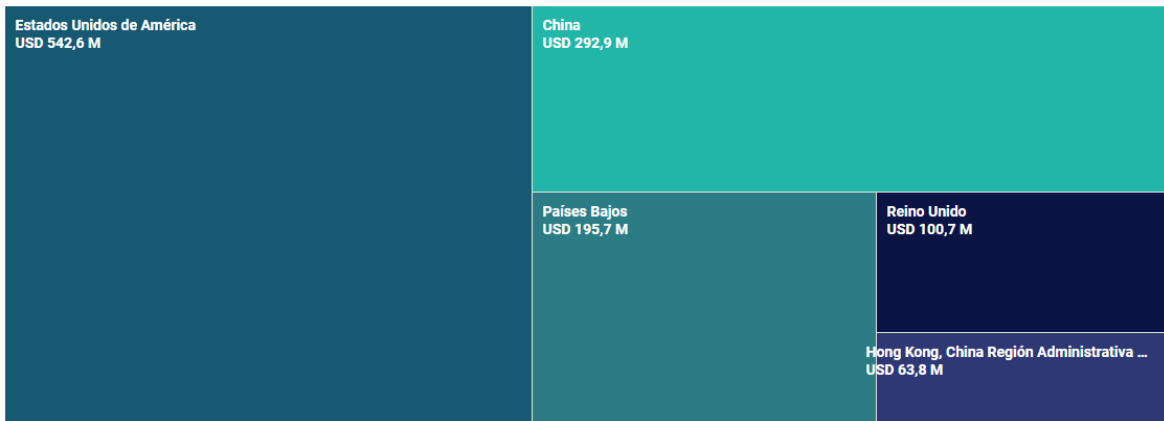 Estados Unidos de América
USD 542,6 M
China
USD 292,9 M
Países Bajos
USD 195,7 M
Reino Unido
USD 100,7 M
Hong Kong, China Región Administrativa ...
USD 63,8 M